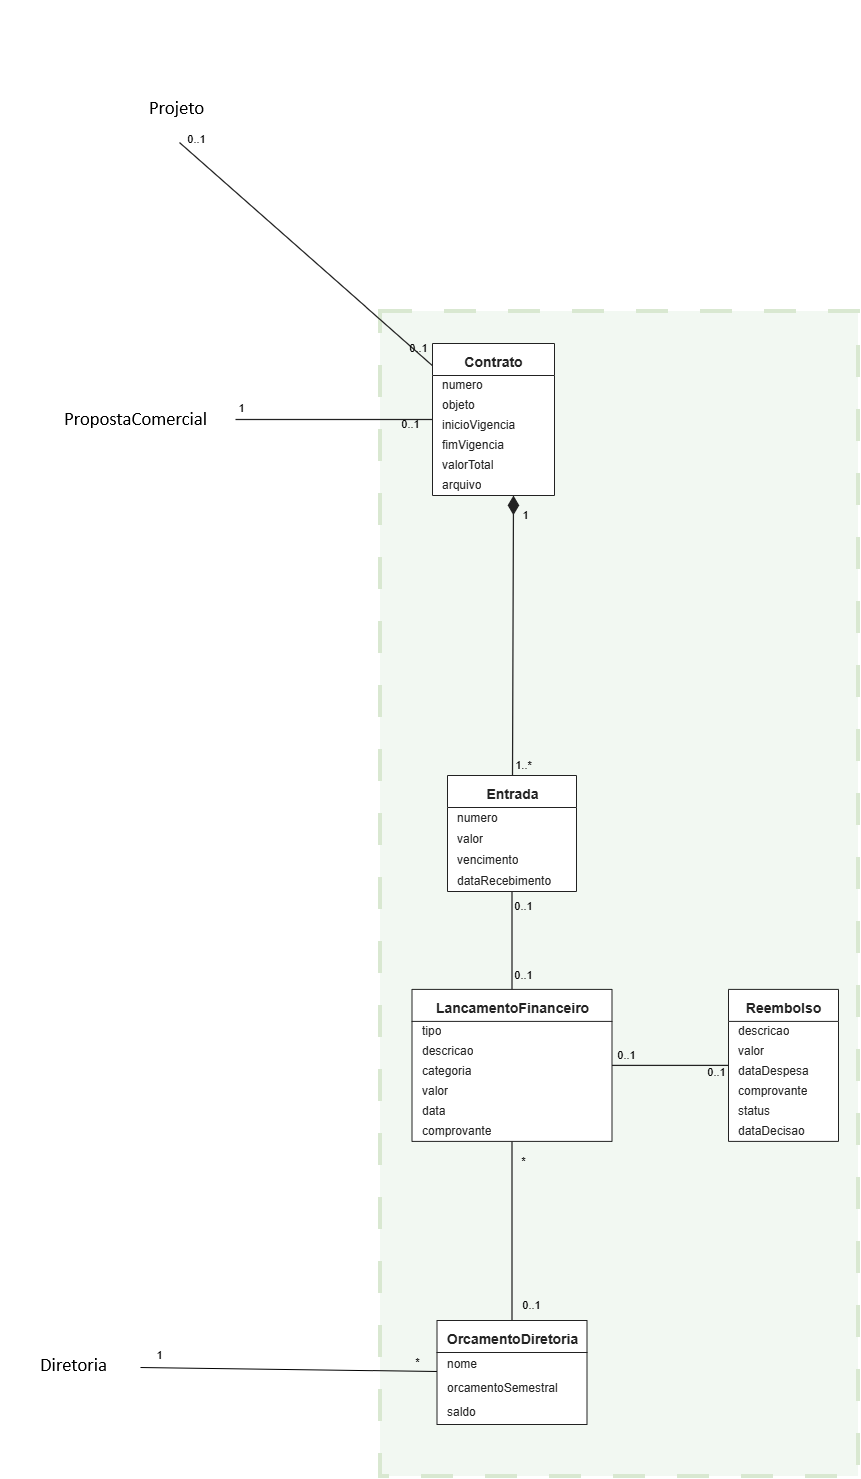 Projeto
0..1
0..1
Contrato
numero
objeto
inicioVigencia
fimVigencia
valorTotal
arquivo
PropostaComercial
1
0..1
1
1..*
Entrada
numero
valor
vencimento
dataRecebimento
0..1
0..1
LancamentoFinanceiro
tipo
descricao
categoria
valor
data
comprovante
0..1
0..1
Reembolso
descricao
valor
dataDespesa
comprovante
status
dataDecisao
*
0..1
OrcamentoDiretoria
nome
orcamentoSemestral
saldo
Diretoria
1
*